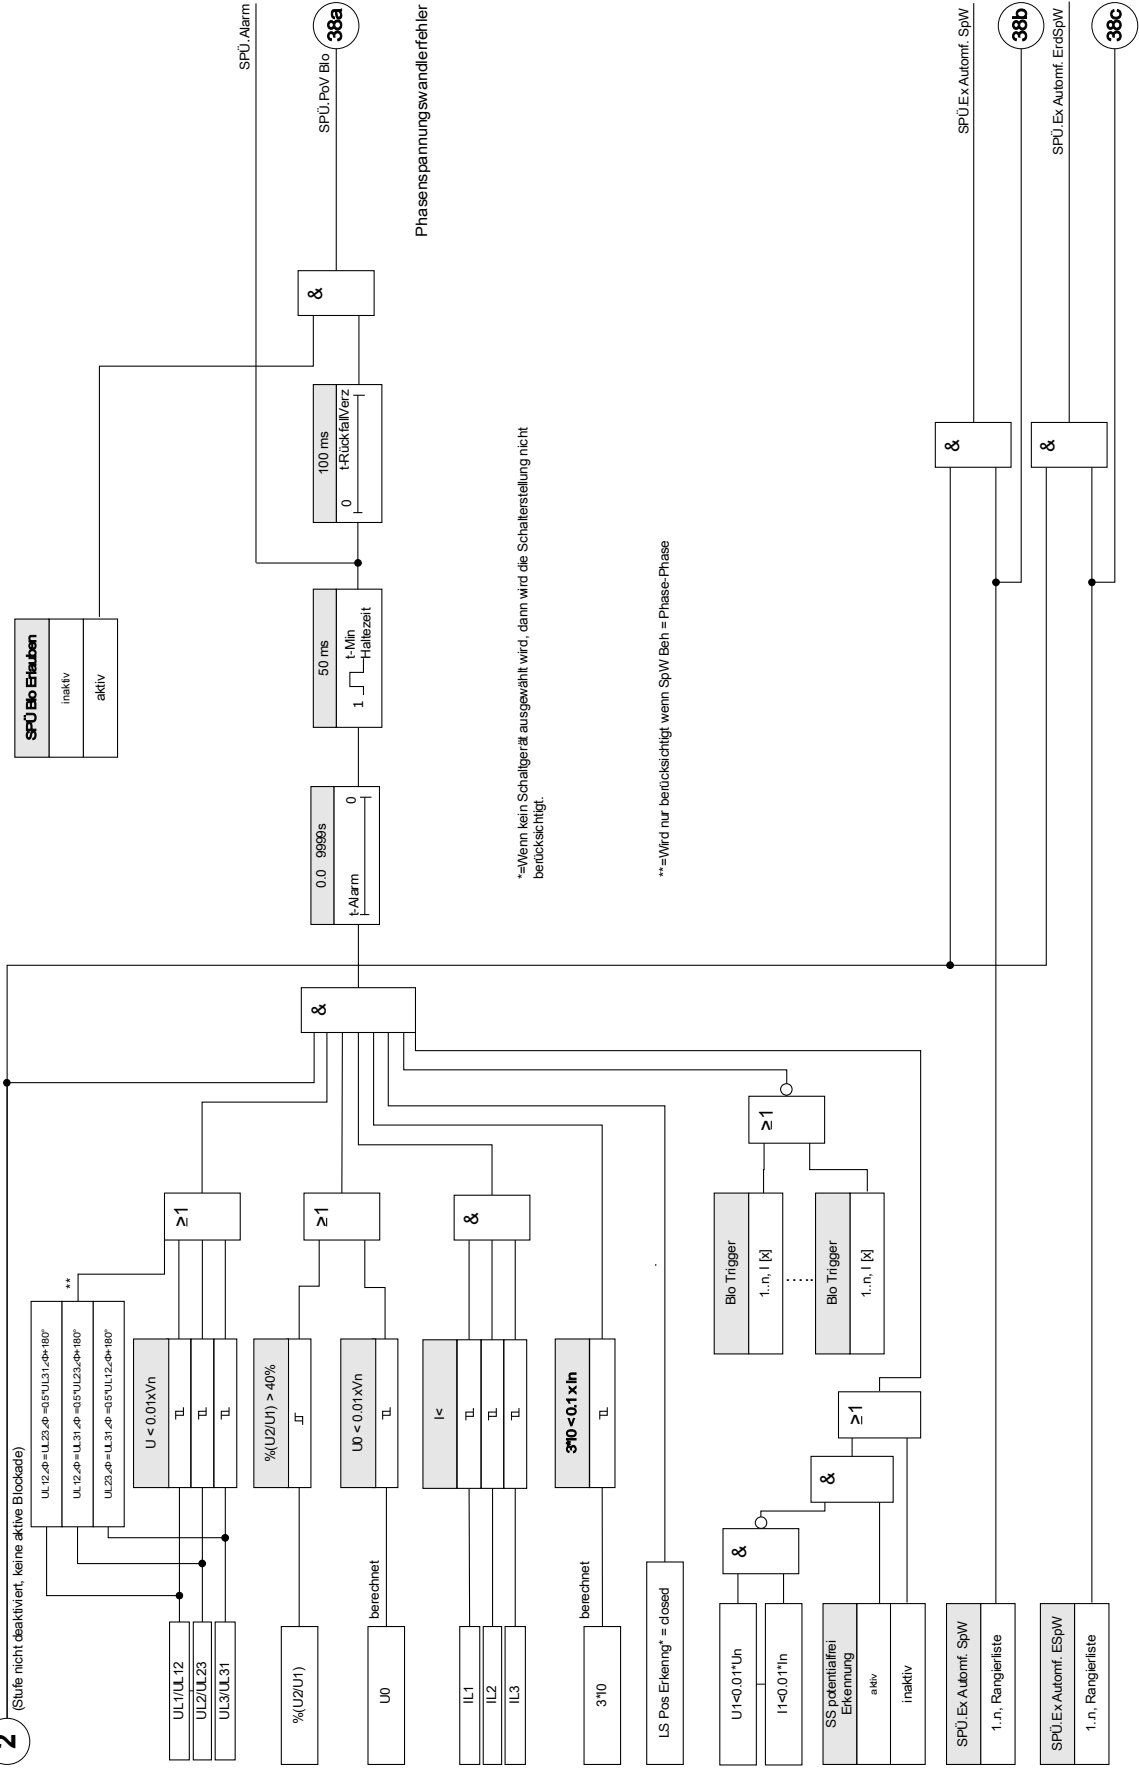 2
(Stufe nicht deaktiviert, keine aktive Blockade)
SPÜ Blo Erlauben
inaktiv
aktiv
SPÜ.Alarm
SPÜ.PoV Blo
38a
Phasenspannungswandlerfehler
UL12∠Φ=UL23∠Φ=0.5*UL31∠Φ+180°
UL12∠Φ=UL31∠Φ=0.5*UL23∠Φ+180°
UL23∠Φ=UL31∠Φ=0.5*UL12∠Φ+180°
**
UL1/UL12
UL2/UL23
UL3/UL31
U < 0.01xVn
≥1
%(U2/U1)
%(U2/U1) > 40%
U0
berechnet
U0 < 0.01xVn
≥1
IL1
IL2
IL3
I<
&
3*I0
berechnet
3*I0 < 0.1 x In
LS Pos Erkenng* = closed
&
0.0 9999s
t-Alarm
0
50 ms
1
t-Min
Haltezeit
100 ms
0
t-RückfallVerz
&
*=Wenn kein Schaltgerät ausgewählt wird, dann wird die Schalterstellung nicht
berücksichtigt.
**=Wird nur berücksichtigt wenn SpW Beh = Phase-Phase
Blo Trigger
1..n, I [x]
Blo Trigger
1..n, I [x]
≥1
U1<0.01*Un
I1<0.01*In
&
SS potentialfrei
Erkennung
aktiv
inaktiv
&
≥1
SPÜ.Ex Automf. SpW
1..n, Rangierliste
&
SPÜ.Ex Automf. SpW
38b
SPÜ.Ex Automf. ESpW
1..n, Rangierliste
&
SPÜ.Ex Automf. ErdSpW
38c